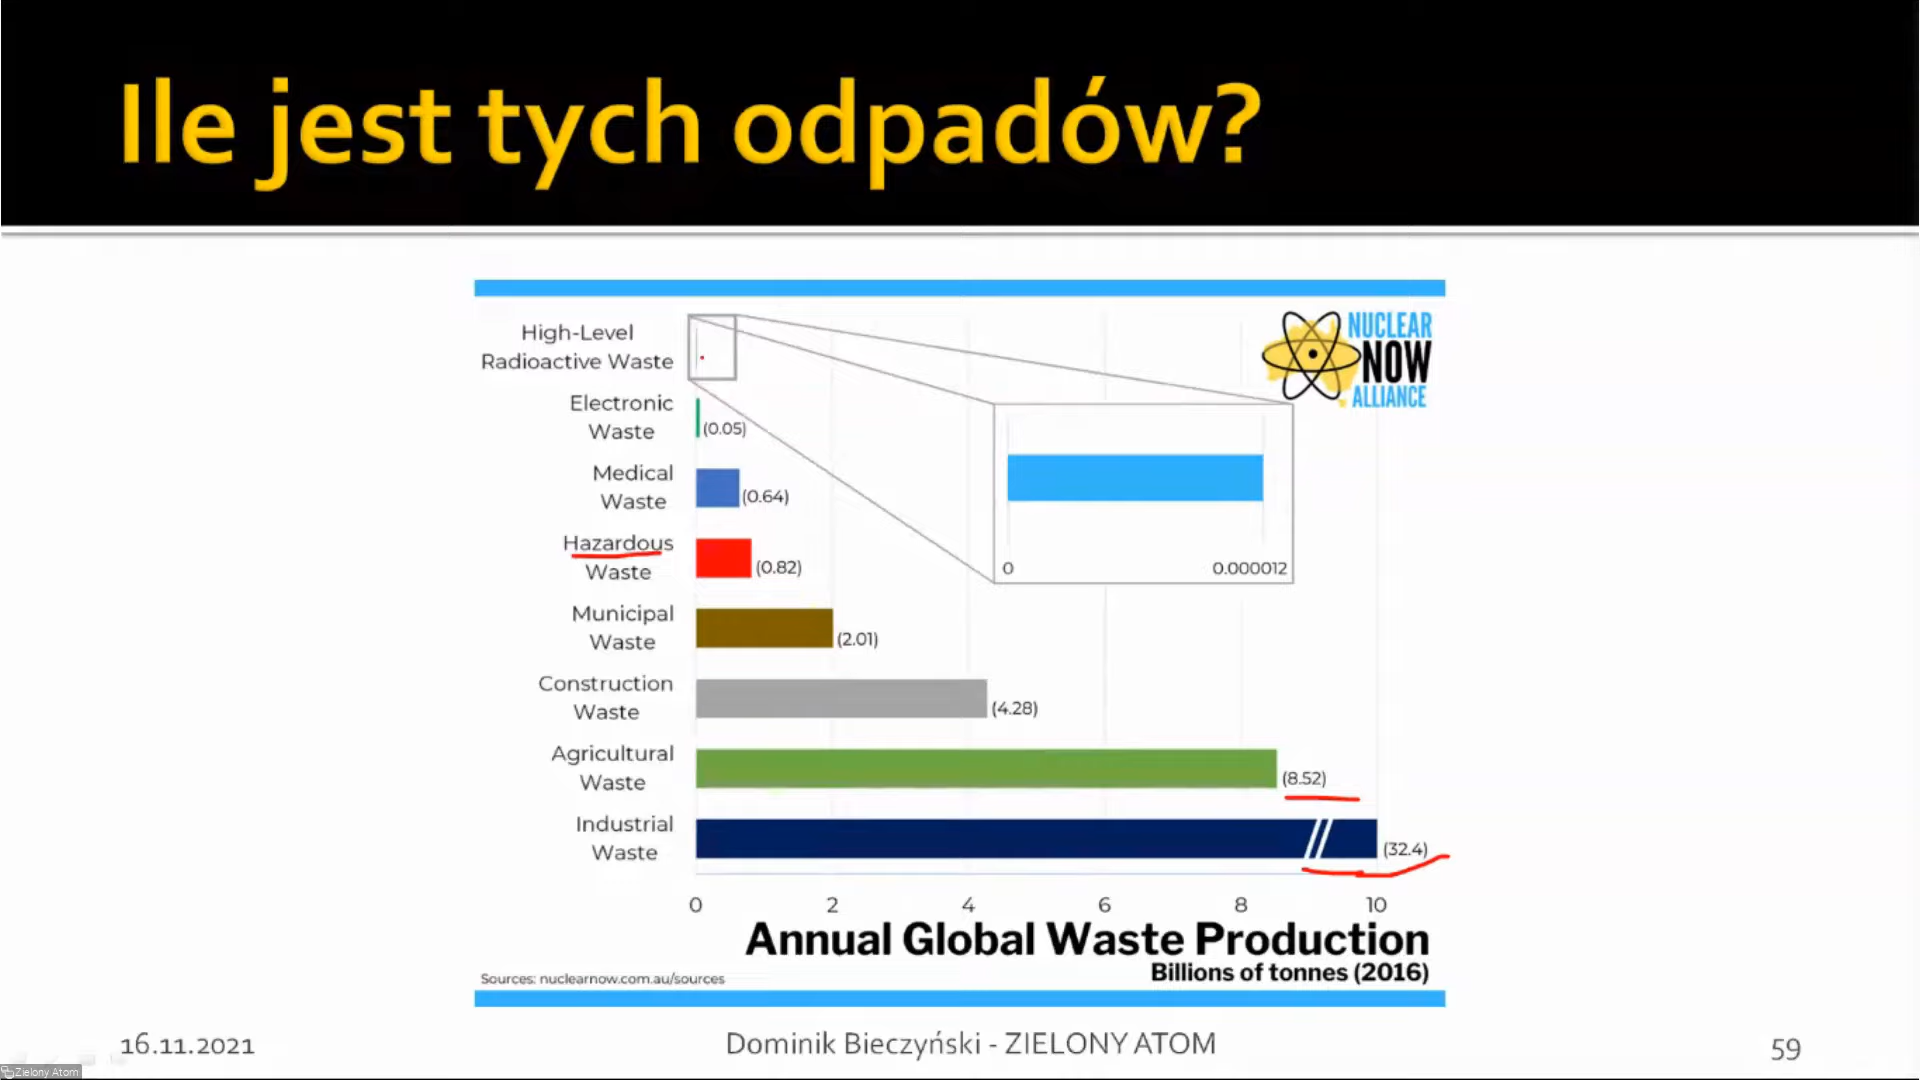 Ile jest tych odpadów?
NUCLEAR
NOW
ALLIANCE
High-Level
Radioactive Waste
Electronic
Waste
(0.05)
Medical
Waste
(0.64)
Hazardous
Waste
(0.82)
Municipal
Waste
(2.01)
Construction
Waste
(4.28)
Agricultural
Waste
(8.52)
Industrial
Waste
(32.4)
0 0.000012
0 2 4 6 8 10
Annual Global Waste Production
Billions of tonnes (2016)
Sources: nuclearnow.com.au/sources
16.11.2021 Dominik Bieczyński - ZIELONY ATOM 59
Zielony Atom